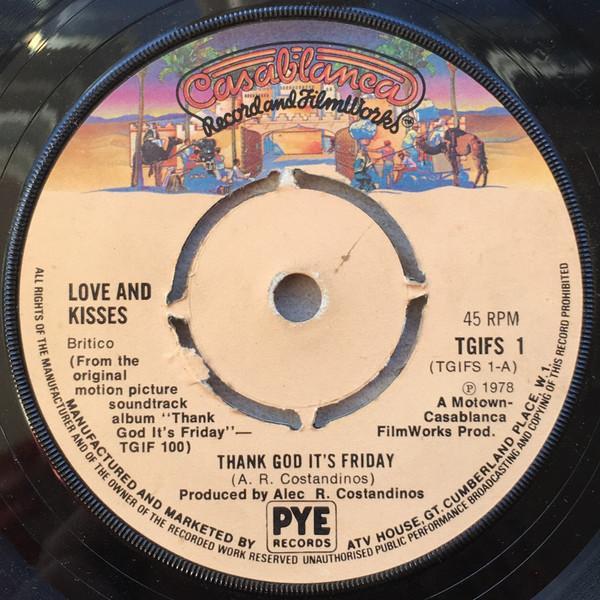 Casablanca
Record and FilmWorks
LOVE AND
KISSES
Britico
(From the
original
motion picture
soundtrack
album "Thank
God It's Friday"—
TGIF 100)
45 RPM
TGIFS 1
(TGIFS 1-A)
Ⓟ 1978
A Motown-
Casablanca
FilmWorks Prod.
THANK GOD IT'S FRIDAY
(A. R. Costandinos)
Produced by Alec R. Costandinos
MANUFACTURED AND MARKETED BY PYE RECORDS ATV HOUSE, GT. CUMBERLAND PLACE, W.1.
ALL RIGHTS OF THE MANUFACTURER AND OF THE OWNER OF THE RECORDED WORK RESERVED UNAUTHORISED PUBLIC PERFORMANCE BROADCASTING AND COPYING OF THIS RECORD PROHIBITED